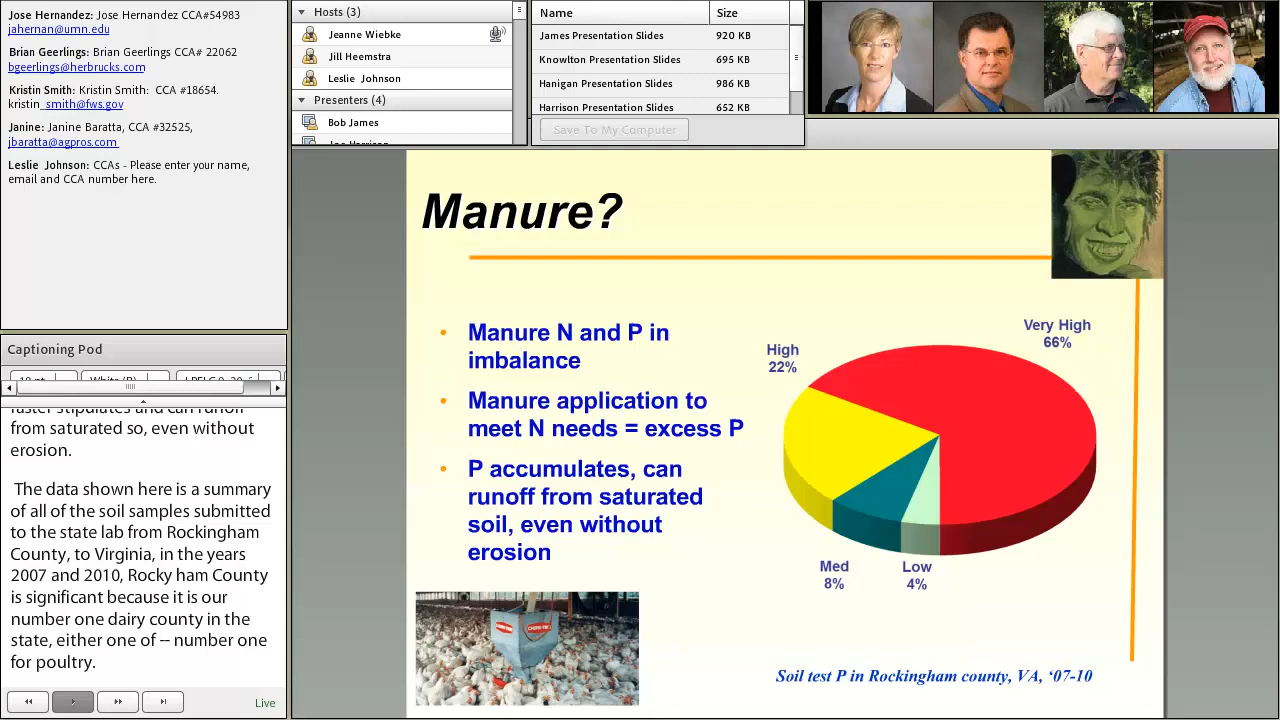 Jose Hernandez: Jose Hernandez CCA#54983
jahernan@umn.edu
Brian Geerlings: Brian Geerlings CCA# 22062
bgeerlings@herbrucks.com
Kristin Smith: Kristin Smith: CCA #18654.
kristin_smith@fws.gov
Janine: Janine Baratta, CCA #32525,
jbaratta@agpros.com
Leslie Johnson: CCAs - Please enter your name,
email and CCA number here.
Captioning Pod
from saturated so, even without
erosion.
The data shown here is a summary
of all of the soil samples submitted
to the state lab from Rockingham
County, to Virginia, in the years
2007 and 2010, Rocky ham County
is significant because it is our
number one dairy county in the
state, either one of -- number one
for poultry.
Live
Hosts (3)
Jeanne Wiebke
Jill Heemstra
Leslie Johnson
Presenters (4)
Bob James
Name Size
James Presentation Slides 920 KB
Knowlton Presentation Slides 695 KB
Hanigan Presentation Slides 986 KB
Harrison Presentation Slides 652 KB
Save To My Computer
Manure?
• Manure N and P in
imbalance
• Manure application to
meet N needs = excess P
• P accumulates, can
runoff from saturated
soil, even without
erosion
Very High
66%
High
22%
Med
8%
Low
4%
Soil test P in Rockingham county, VA, ‘07-10